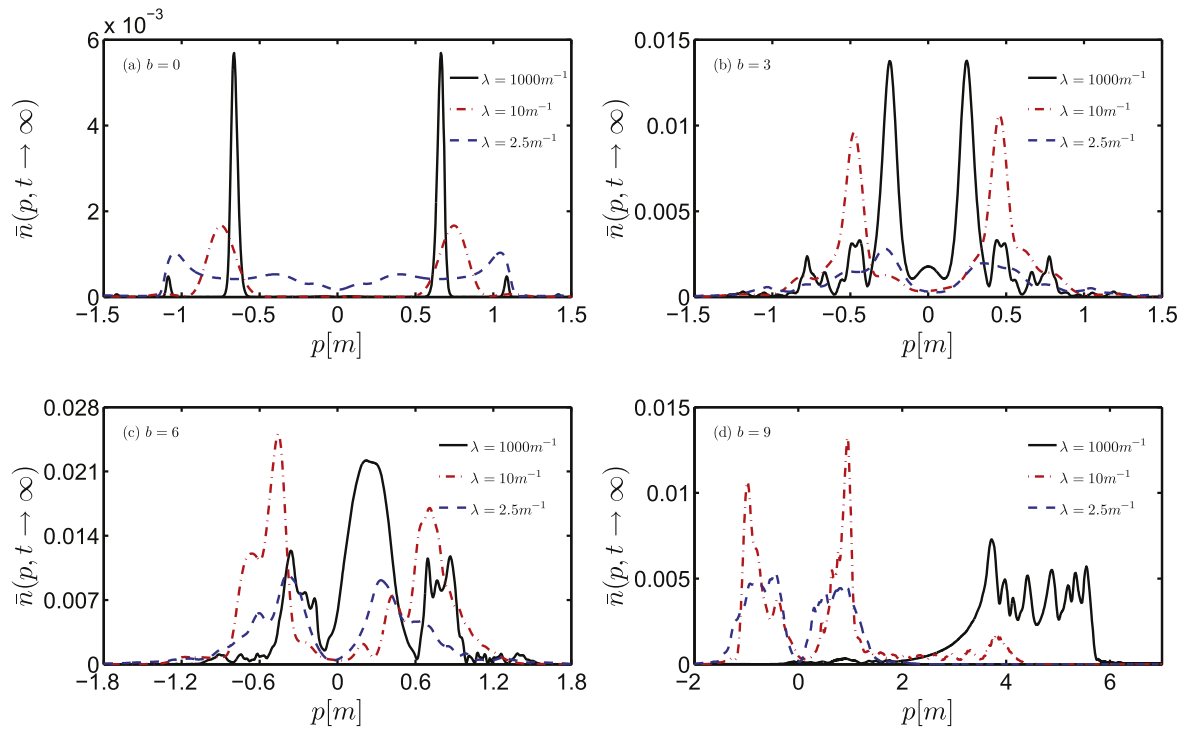 × 10⁻³
6
4
2
0
n̄(p, t → ∞)
(a) b = 0
λ = 1000m⁻¹
λ = 10m⁻¹
λ = 2.5m⁻¹
−1.5 −1 −0.5 0 0.5 1 1.5
p[m]
0.015
0.01
0.005
0
n̄(p, t → ∞)
(b) b = 3
λ = 1000m⁻¹
λ = 10m⁻¹
λ = 2.5m⁻¹
−1.5 −1 −0.5 0 0.5 1 1.5
p[m]
0.028
0.021
0.014
0.007
0
n̄(p, t → ∞)
(c) b = 6
λ = 1000m⁻¹
λ = 10m⁻¹
λ = 2.5m⁻¹
−1.8 −1.2 −0.6 0 0.6 1.2 1.8
p[m]
0.015
0.01
0.005
0
n̄(p, t → ∞)
(d) b = 9
λ = 1000m⁻¹
λ = 10m⁻¹
λ = 2.5m⁻¹
−2 0 2 4 6
p[m]